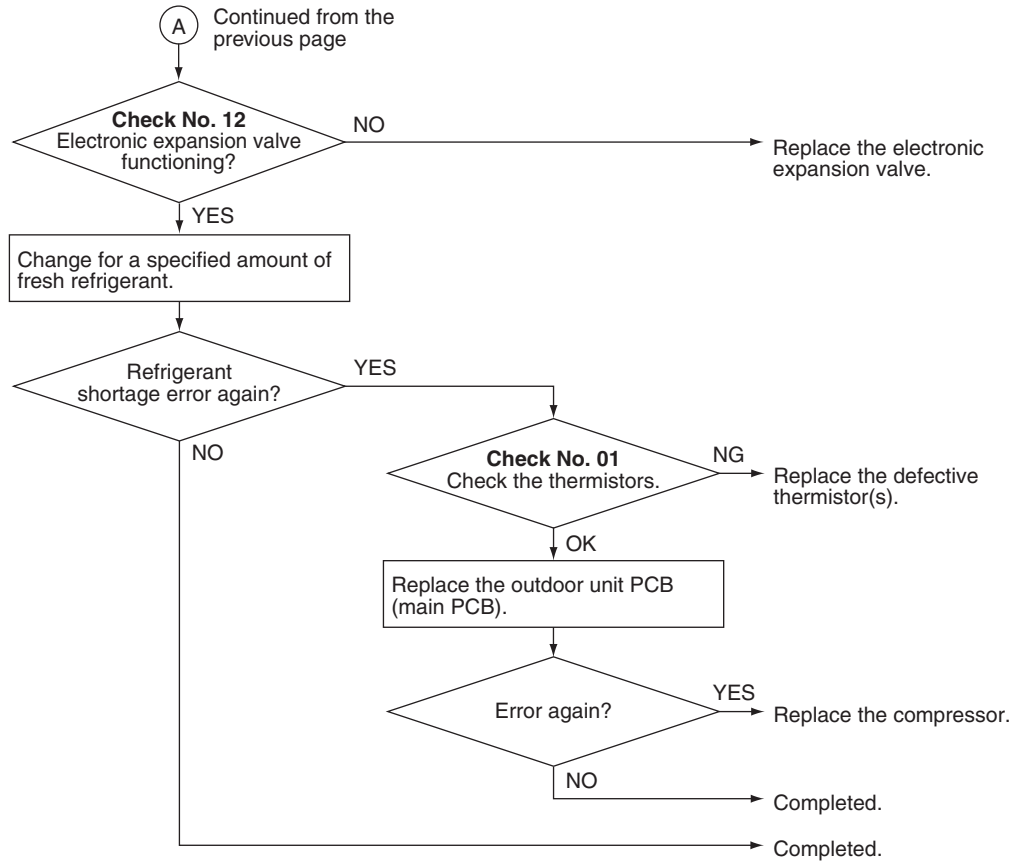 A
Continued from the
previous page
Check No. 12
Electronic expansion valve
functioning?
NO
Replace the electronic
expansion valve.
YES
Change for a specified amount of
fresh refrigerant.
Refrigerant
shortage error again?
YES
NO
Check No. 01
Check the thermistors.
NG
Replace the defective
thermistor(s).
OK
Replace the outdoor unit PCB
(main PCB).
Error again?
YES
Replace the compressor.
NO
Completed.
Completed.